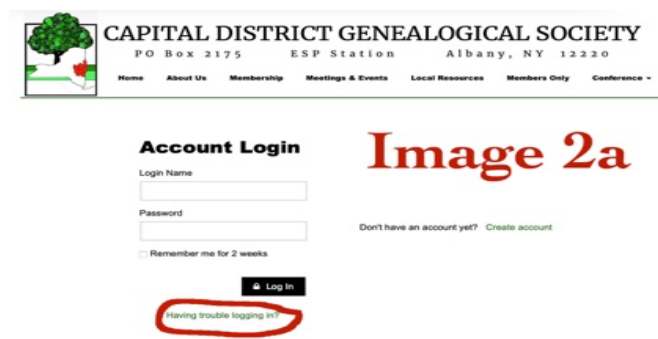 CAPITAL DISTRICT GENEALOGICAL SOCIETY
PO Box 2175 ESP Station Albany, NY 12220
Home About Us Membership Meetings & Events Local Resources Members Only Conference
Account Login
Image 2a
Login Name
Password
Don't have an account yet? Create account
Remember me for 2 weeks
Log In
Having trouble logging in?